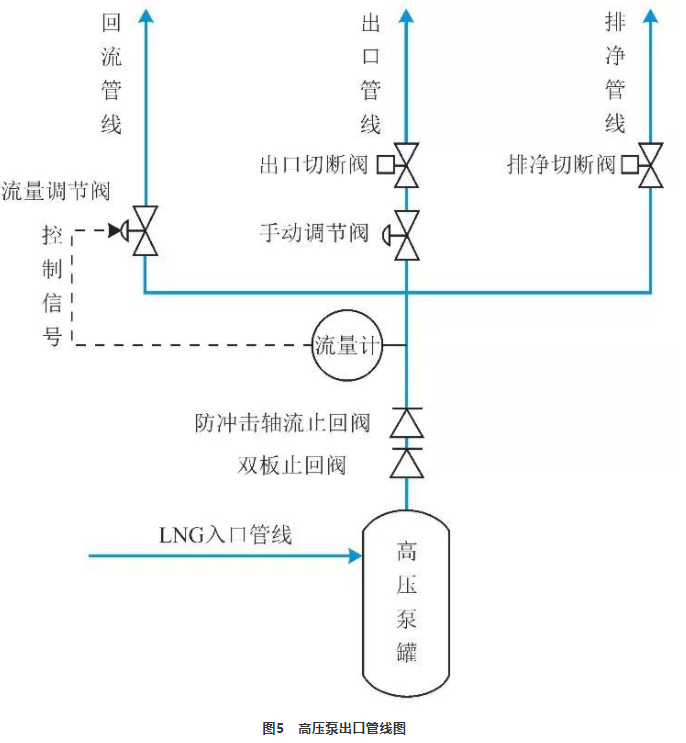 回流管线
出口管线
排净管线
出口切断阀
排净切断阀
流量调节阀
手动调节阀
控制信号
流量计
防冲击轴流止回阀
双板止回阀
LNG入口管线
高压泵罐
图5 高压泵出口管线图